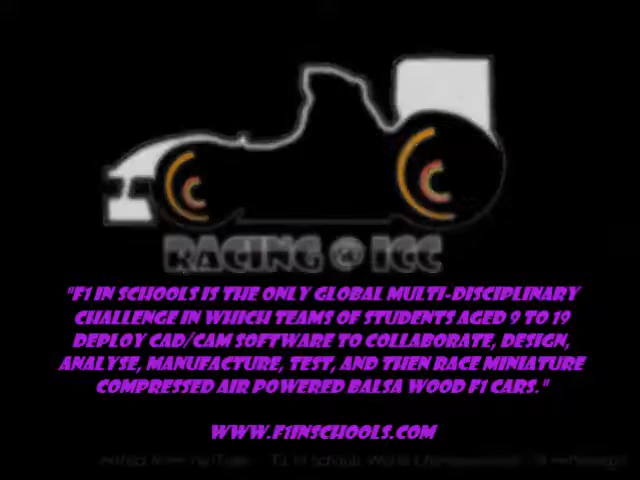 RACING @ ICC
"F1 IN SCHOOLS IS THE ONLY GLOBAL MULTI-DISCIPLINARY
CHALLENGE IN WHICH TEAMS OF STUDENTS AGED 9 TO 19
DEPLOY CAD/CAM SOFTWARE TO COLLABORATE, DESIGN,
ANALYSE, MANUFACTURE, TEST, AND THEN RACE MINIATURE
COMPRESSED AIR POWERED BALSA WOOD F1 CARS."
WWW.F1INSCHOOLS.COM